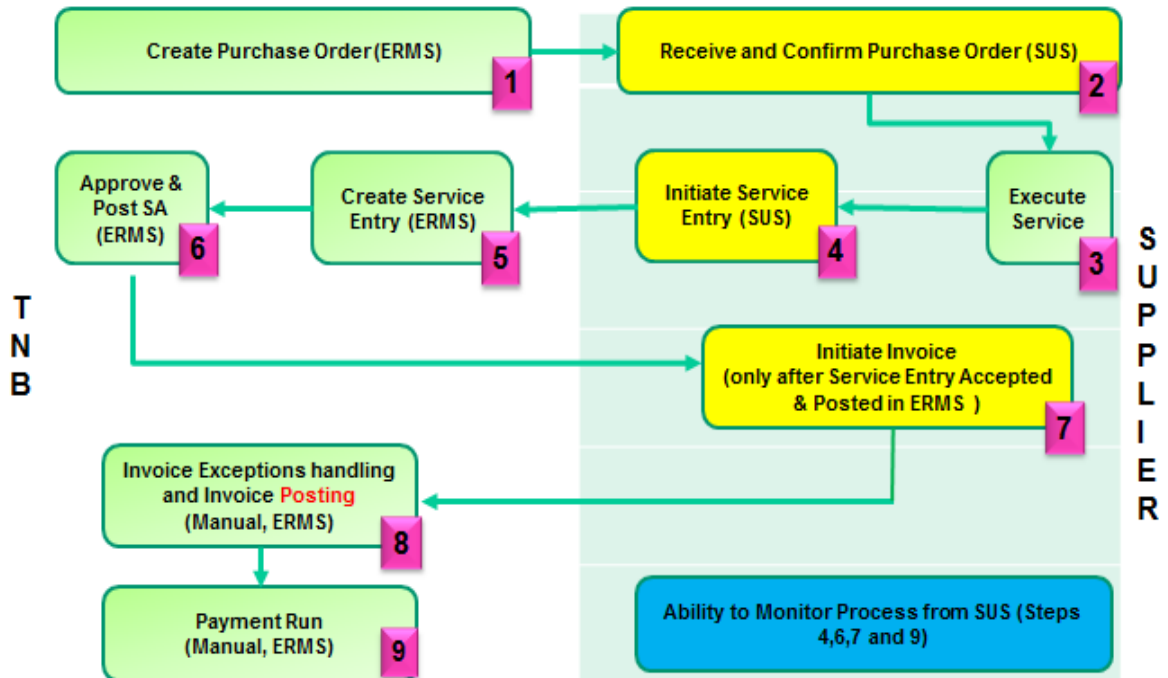 Create Purchase Order (ERMS)
1
Receive and Confirm Purchase Order (SUS)
2
Approve &
Post SA
(ERMS)
6
Create Service
Entry (ERMS)
5
Initiate Service
Entry (SUS)
4
Execute
Service
3
TNB
SUPPLIER
Initiate Invoice
(only after Service Entry Accepted
& Posted in ERMS )
7
Invoice Exceptions handling
and Invoice Posting
(Manual, ERMS)
8
Payment Run
(Manual, ERMS)
9
Ability to Monitor Process from SUS (Steps
4,6,7 and 9)